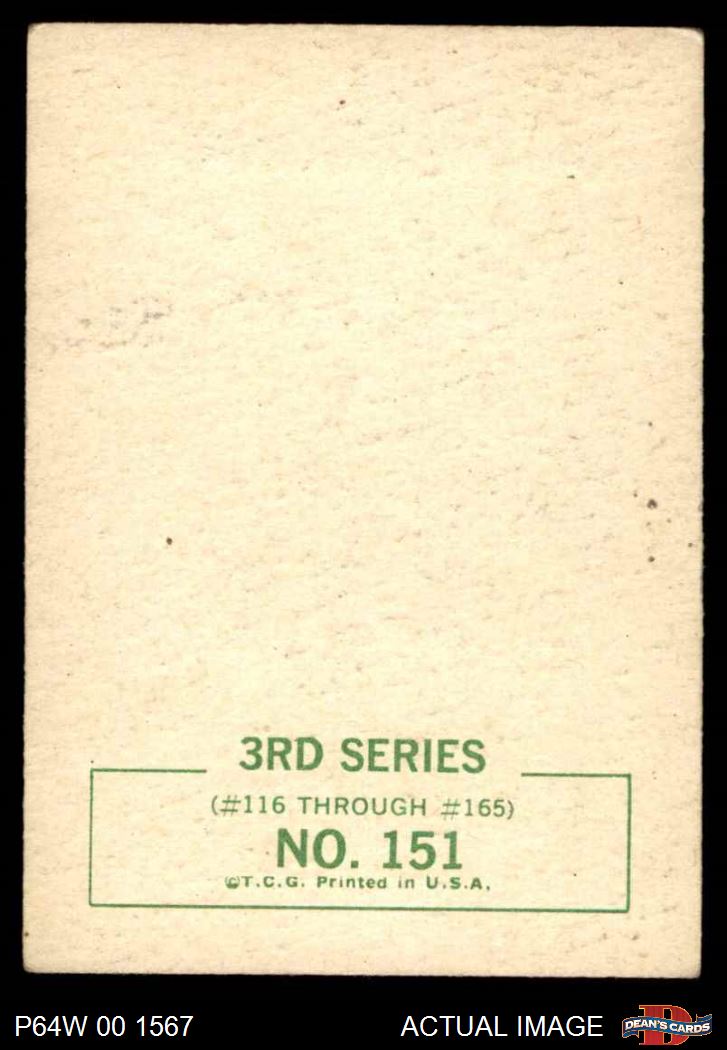 3RD SERIES
(#116 THROUGH #165)
NO. 151
©T.C.G. Printed in U.S.A.
P64W 00 1567
ACTUAL IMAGE
D
DEAN'S CARDS